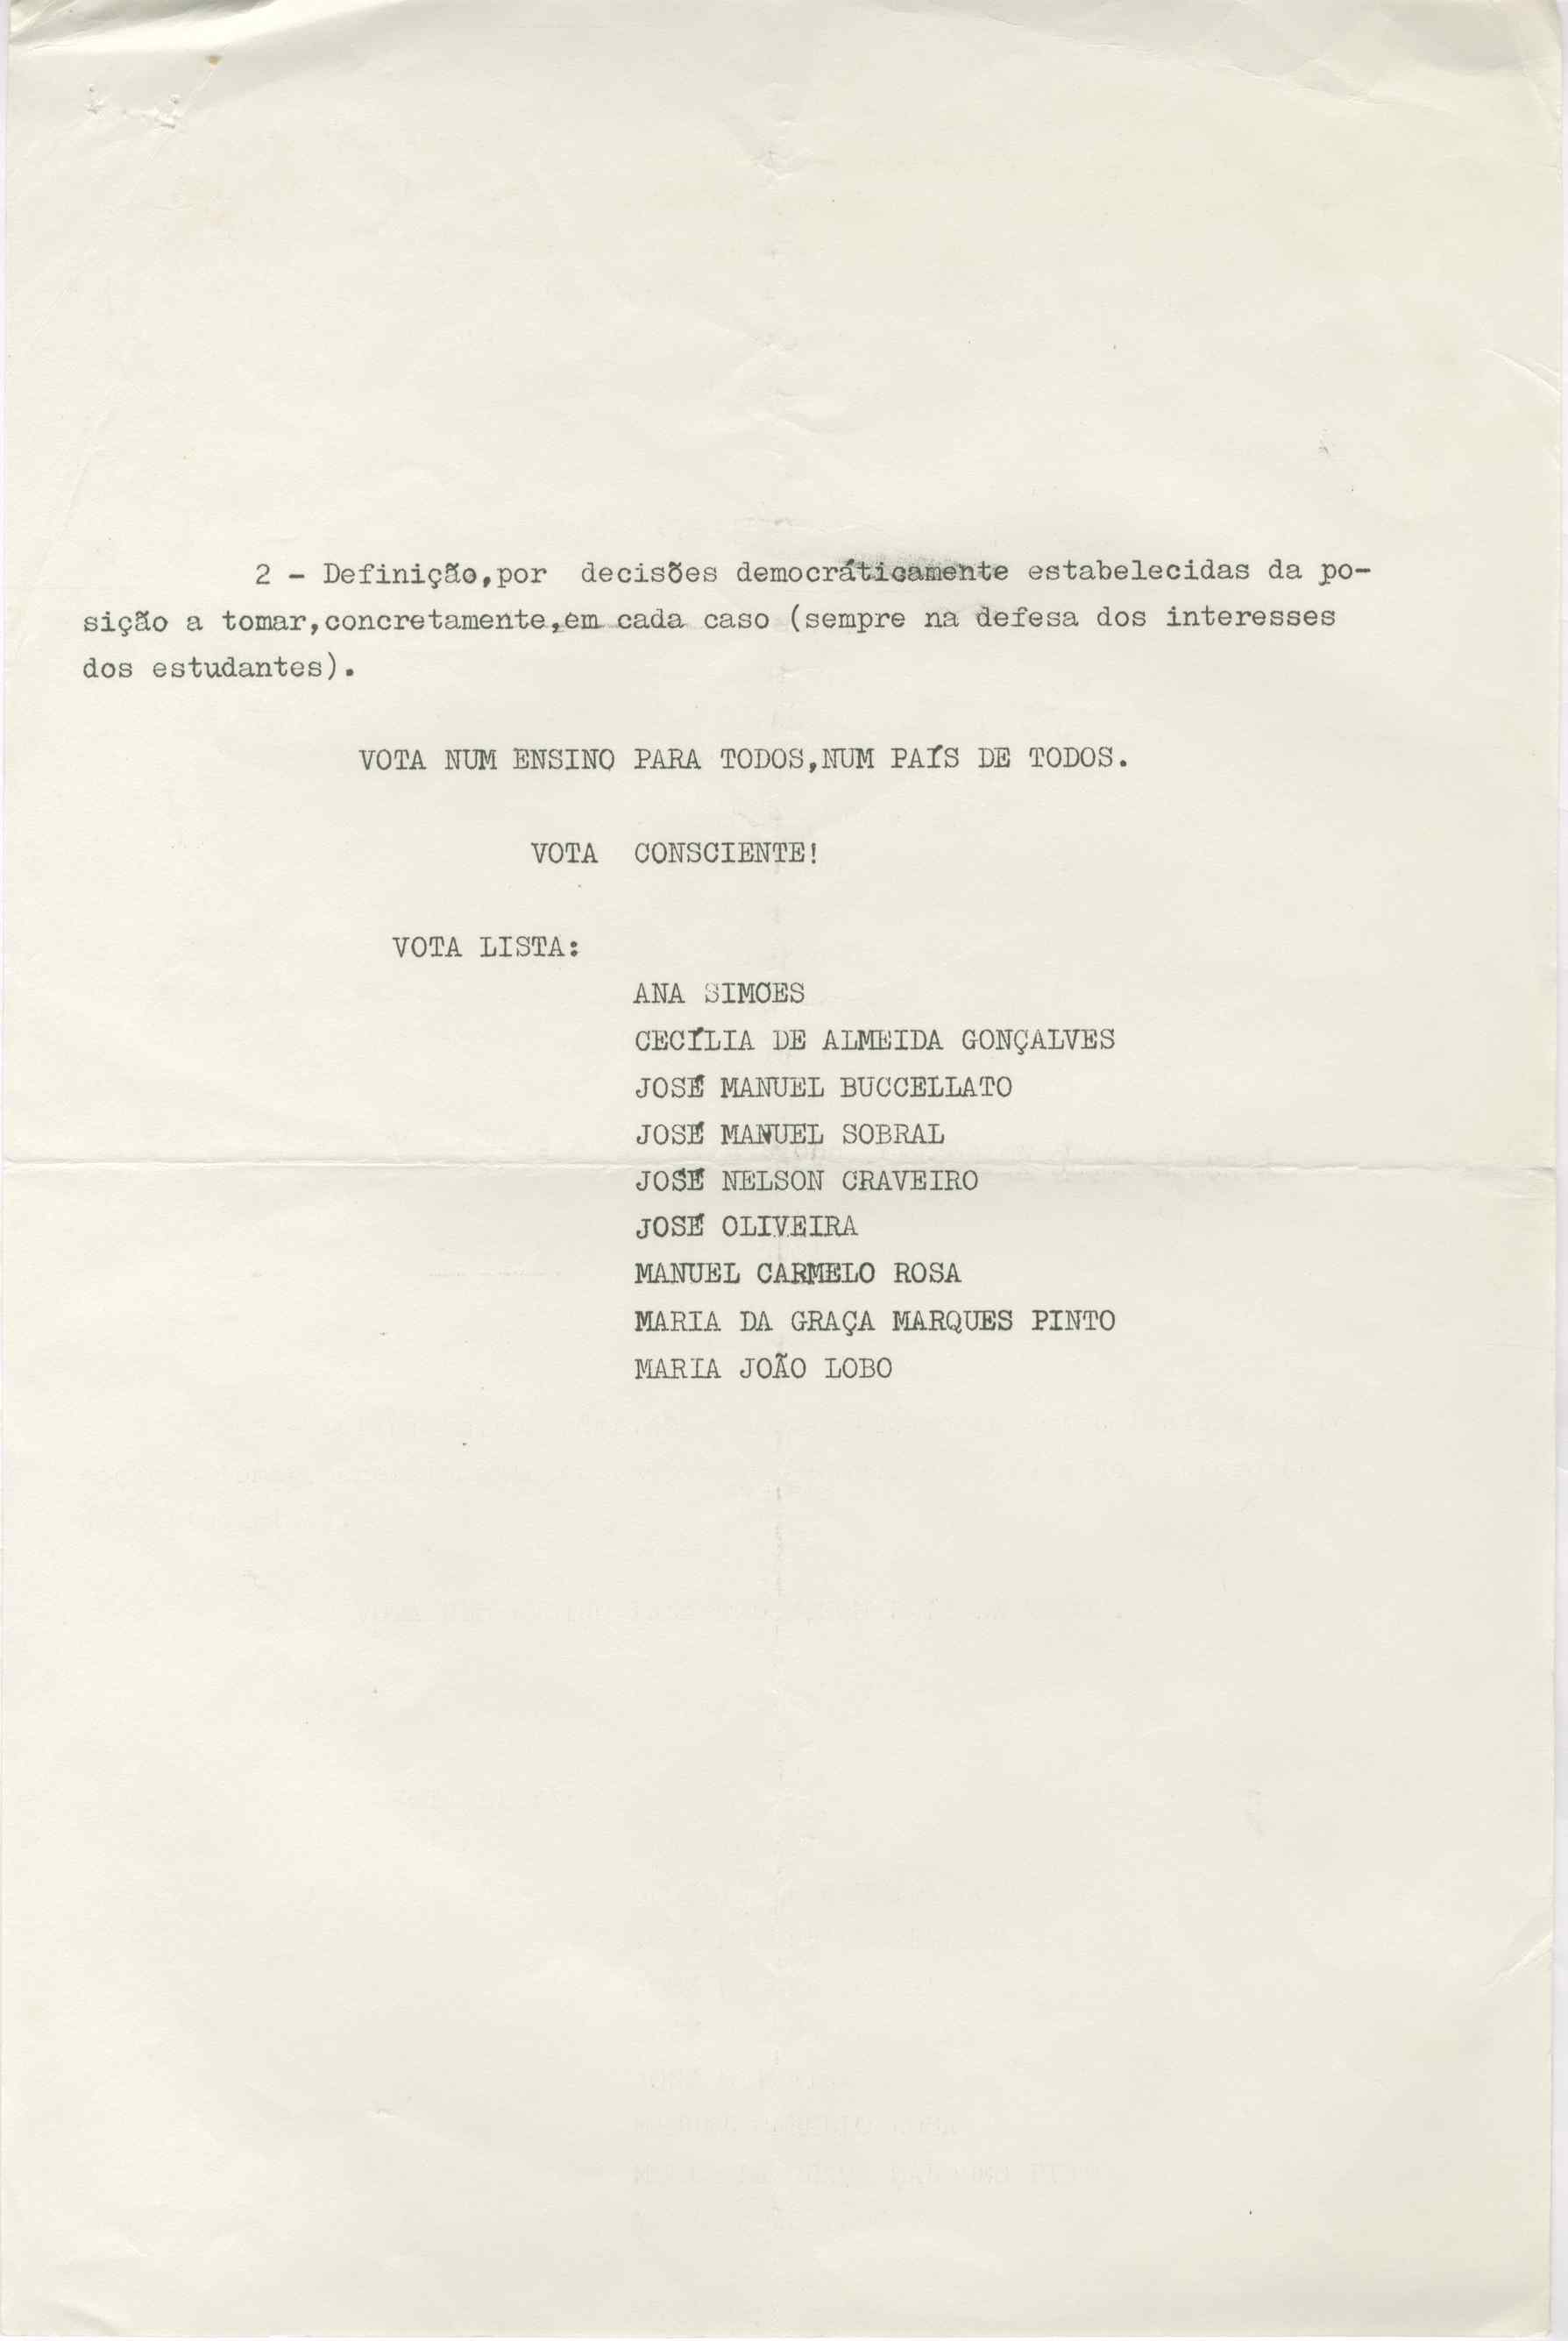 2 - Definição,por decisões democráticamente estabelecidas da po-
sição a tomar,concretamente,em cada caso (sempre na defesa dos interesses
dos estudantes).
VOTA NUM ENSINO PARA TODOS,NUM PAÍS DE TODOS.
VOTA CONSCIENTE!
VOTA LISTA:
ANA SIMOES
CECÍLIA DE ALMEIDA GONÇALVES
JOSÉ MANUEL BUCCELLATO
JOSÉ MANUEL SOBRAL
JOSÉ NELSON CRAVEIRO
JOSÉ OLIVEIRA
MANUEL CARMELO ROSA
MARIA DA GRAÇA MARQUES PINTO
MARIA JOÃO LOBO